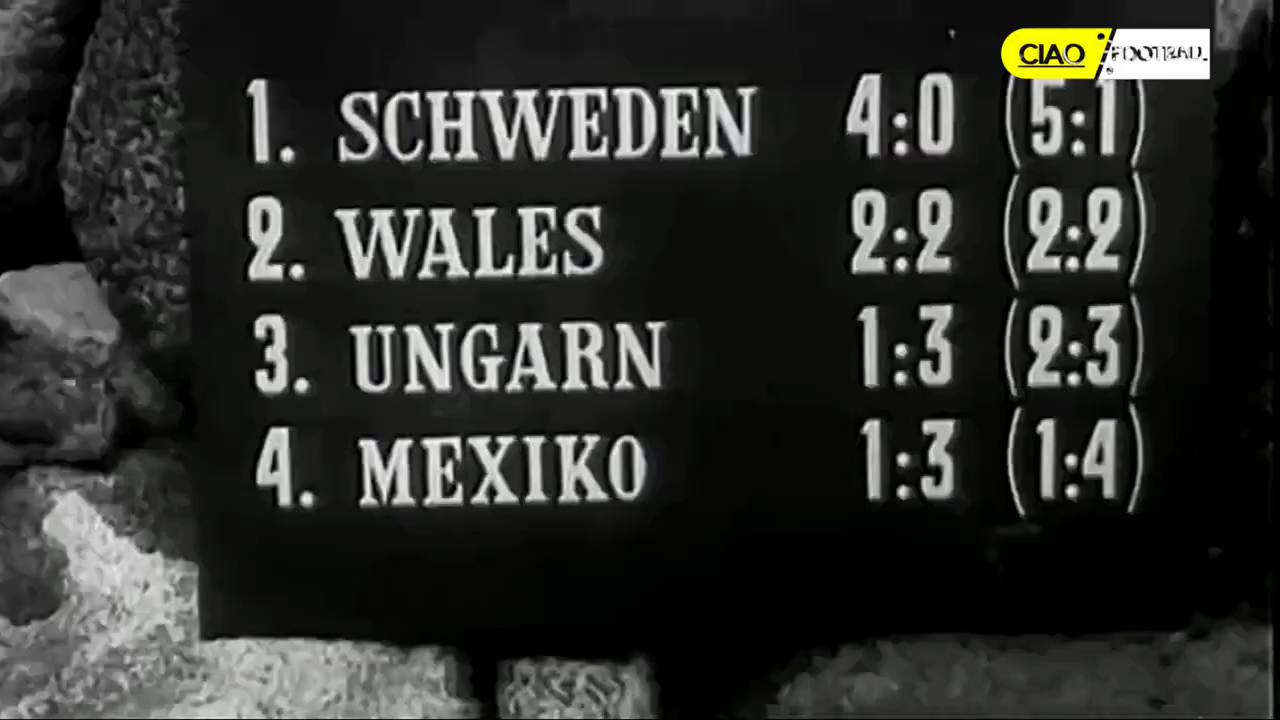 CIAO FOOTBALL
1. SCHWEDEN 4:0 (5:1)
2. WALES 2:2 (2:2)
3. UNGARN 1:3 (2:3)
4. MEXIKO 1:3 (1:4)